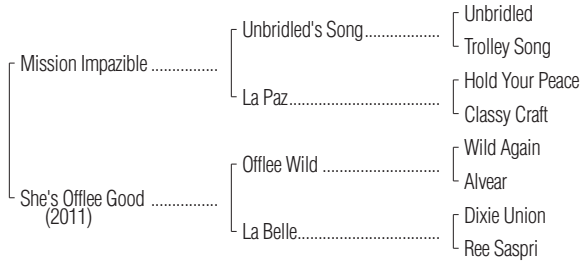 Unbridled
Unbridled's Song
Trolley Song
Mission Impazible
Hold Your Peace
La Paz
Classy Craft
Wild Again
Offlee Wild
Alvear
She's Offlee Good
(2011)
Dixie Union
La Belle
Ree Saspri